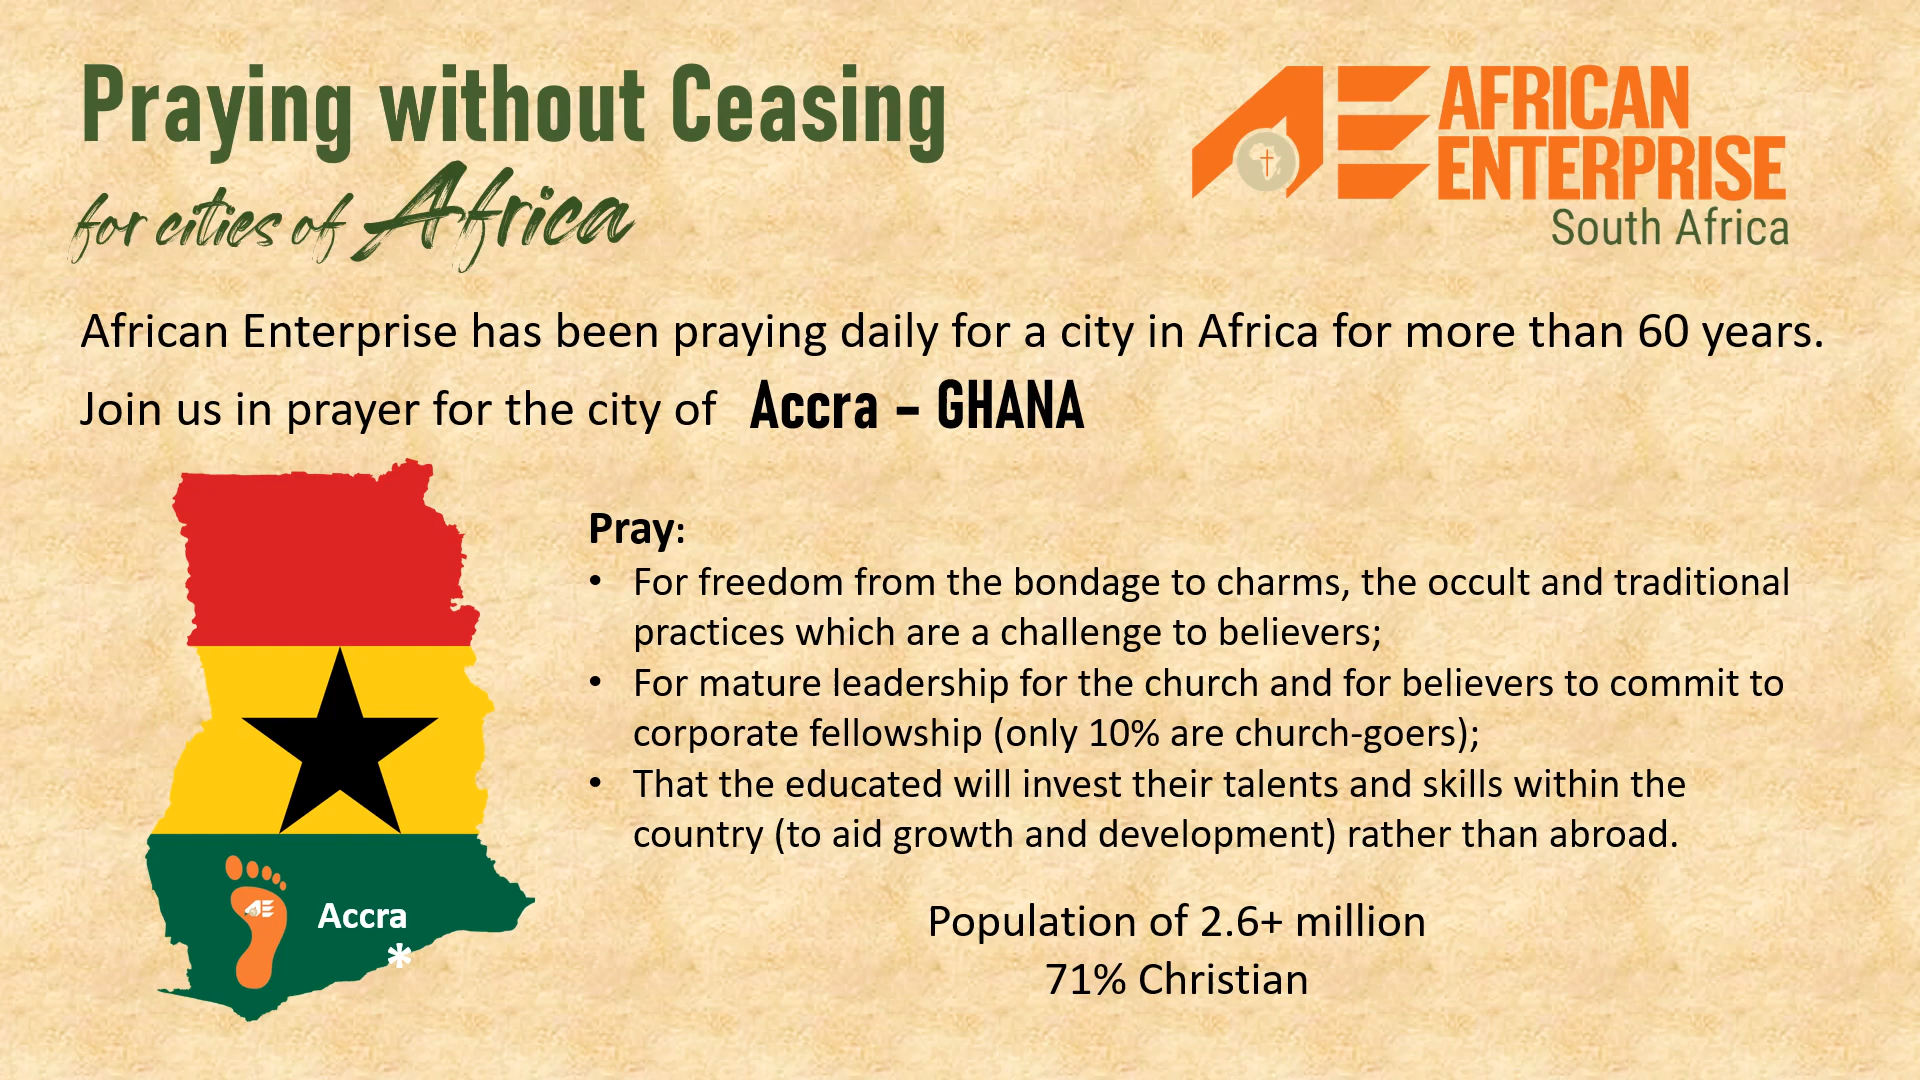 Praying without Ceasing
for cities of Africa
AFRICAN
ENTERPRISE
South Africa
African Enterprise has been praying daily for a city in Africa for more than 60 years.
Join us in prayer for the city of Accra – GHANA
Pray:
• For freedom from the bondage to charms, the occult and traditional
practices which are a challenge to believers;
• For mature leadership for the church and for believers to commit to
corporate fellowship (only 10% are church-goers);
• That the educated will invest their talents and skills within the
country (to aid growth and development) rather than abroad.
AE
Accra
*
Population of 2.6+ million
71% Christian